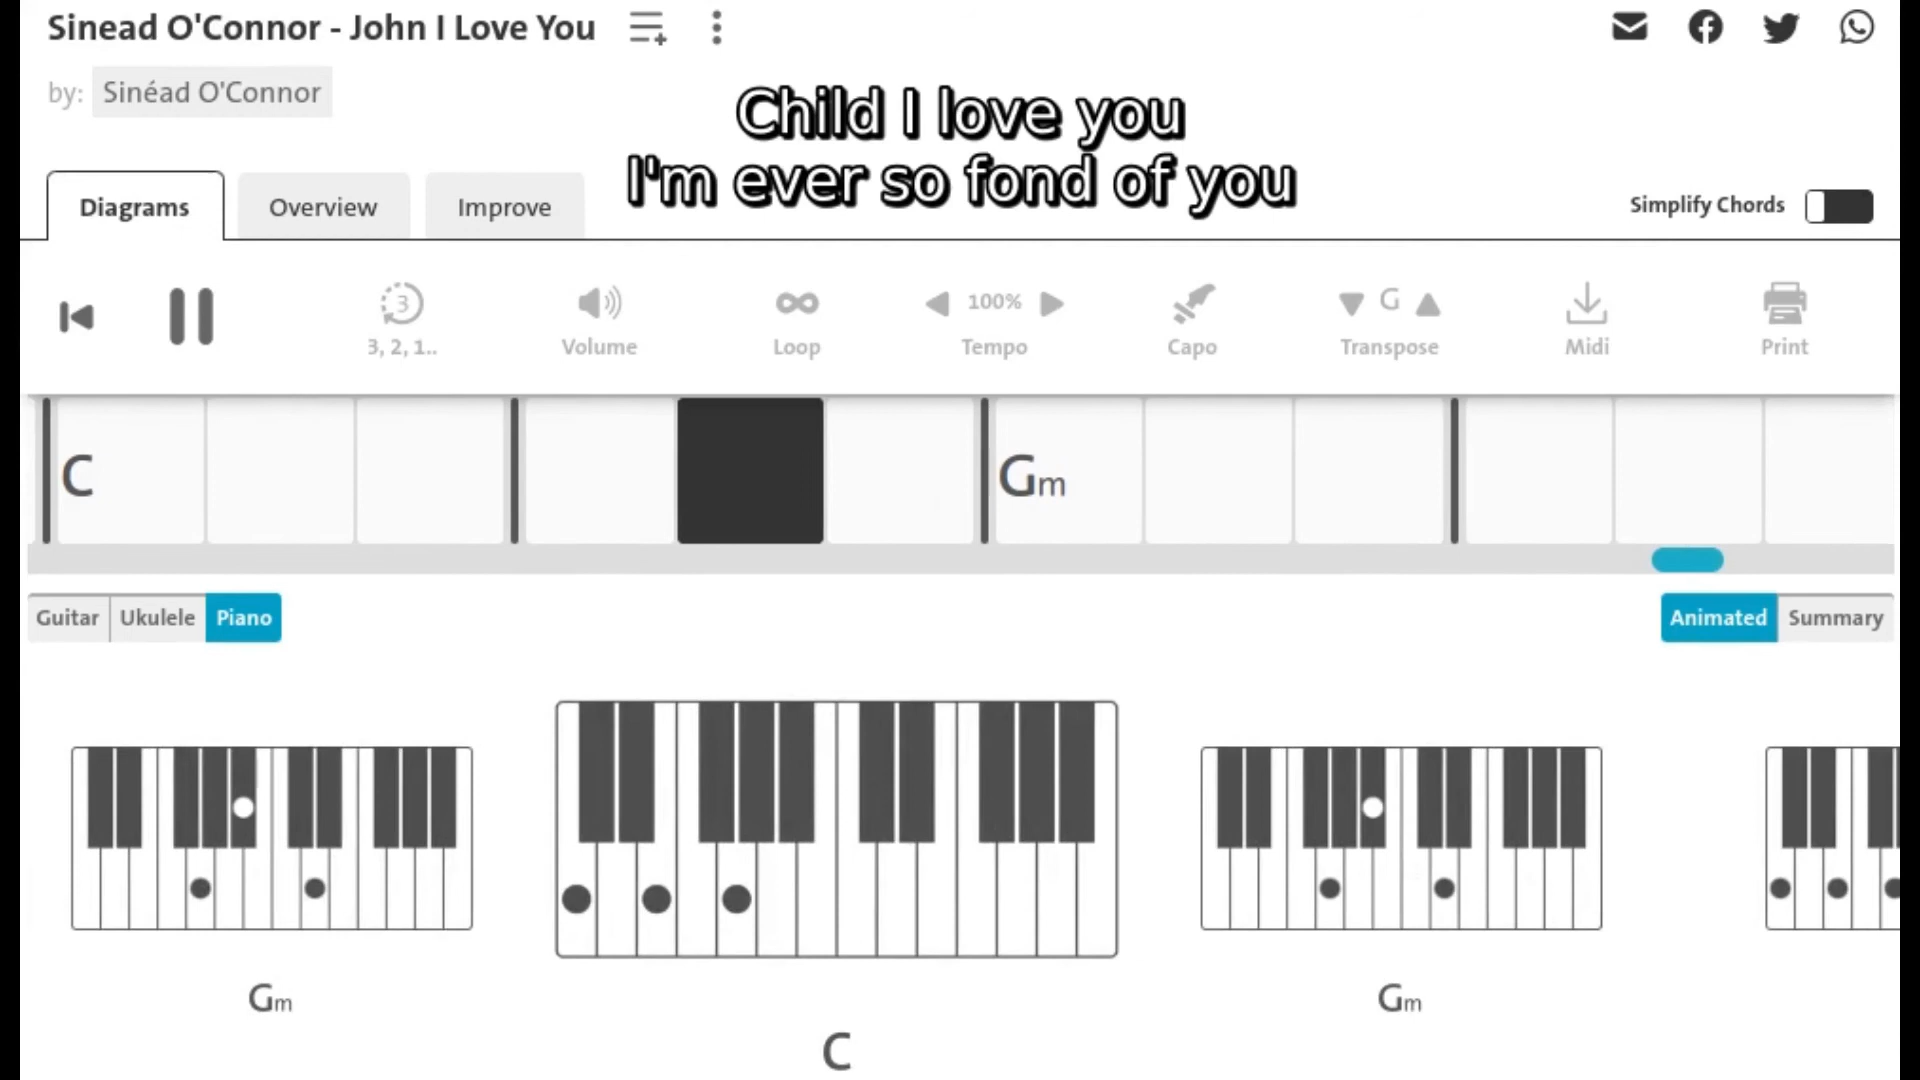 Sinead O'Connor - John I Love You
by: Sinéad O'Connor
Child I love you
I'm ever so fond of you
Diagrams Overview Improve
Simplify Chords
3 100% G
3, 2, 1.. Volume Loop Tempo Capo Transpose Midi Print
C Gm
Guitar Ukulele Piano
Animated Summary
Gm
C
Gm